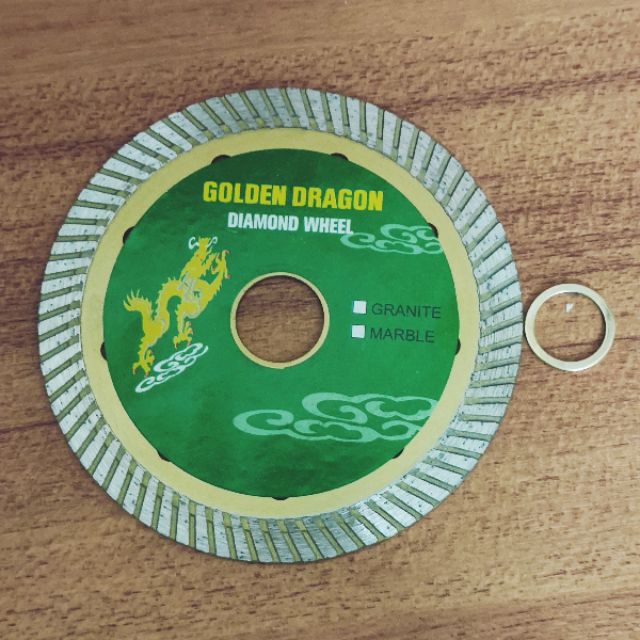 GOLDEN DRAGON
DIAMOND WHEEL
GRANITE
MARBLE